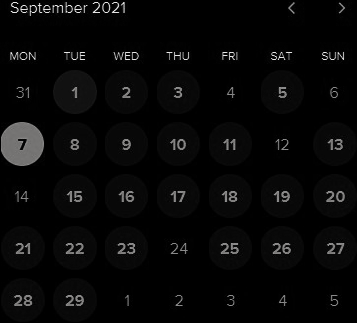 September 2021
MON TUE WED THU FRI SAT SUN
31 1 2 3 4 5 6
7 8 9 10 11 12 13
14 15 16 17 18 19 20
21 22 23 24 25 26 27
28 29 1 2 3 4 5